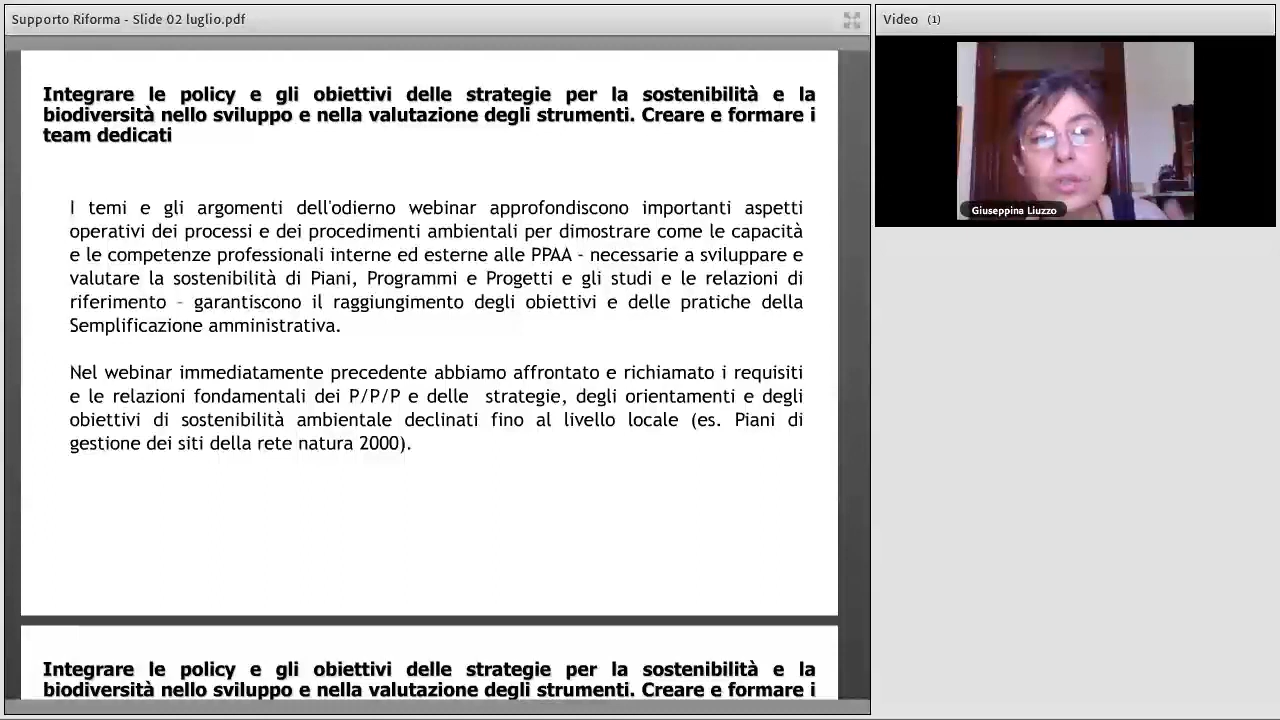 Supporto Riforma - Slide 02 luglio.pdf
Video (1)
Giuseppina Liuzzo
Integrare le policy e gli obiettivi delle strategie per la sostenibilità e la
biodiversità nello sviluppo e nella valutazione degli strumenti. Creare e formare i
team dedicati
I temi e gli argomenti dell'odierno webinar approfondiscono importanti aspetti
operativi dei processi e dei procedimenti ambientali per dimostrare come le capacità
e le competenze professionali interne ed esterne alle PPAA - necessarie a sviluppare e
valutare la sostenibilità di Piani, Programmi e Progetti e gli studi e le relazioni di
riferimento – garantiscono il raggiungimento degli obiettivi e delle pratiche della
Semplificazione amministrativa.
Nel webinar immediatamente precedente abbiamo affrontato e richiamato i requisiti
e le relazioni fondamentali dei P/P/P e delle strategie, degli orientamenti e degli
obiettivi di sostenibilità ambientale declinati fino al livello locale (es. Piani di
gestione dei siti della rete natura 2000).
Integrare le policy e gli obiettivi delle strategie per la sostenibilità e la
biodiversità nello sviluppo e nella valutazione degli strumenti. Creare e formare i